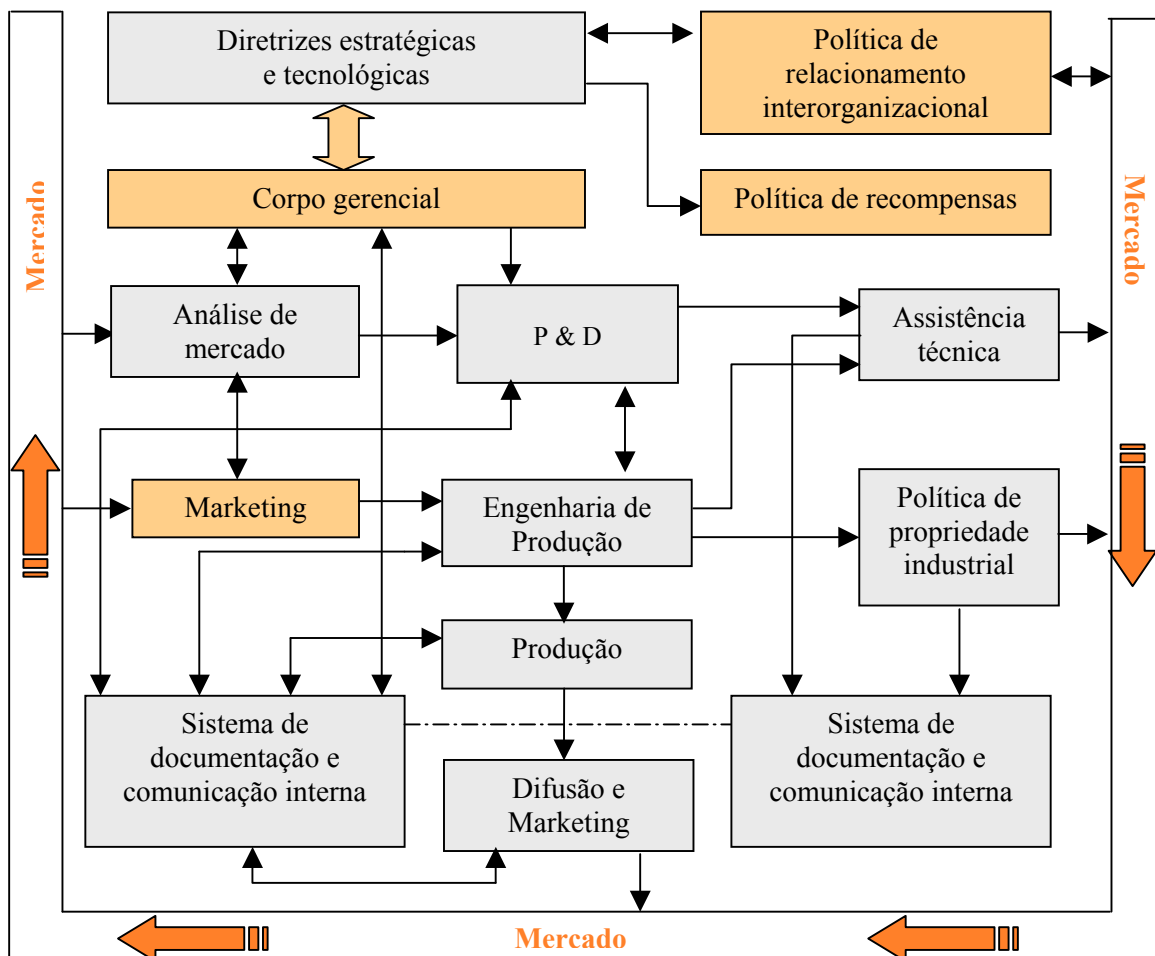 Diretrizes estratégicas
e tecnológicas
Política de
relacionamento
interorganizacional
Corpo gerencial
Política de recompensas
Mercado
Mercado
Análise de
mercado
P & D
Assistência
técnica
Marketing
Engenharia de
Produção
Política de
propriedade
industrial
Produção
Sistema de
documentação e
comunicação interna
Difusão e
Marketing
Sistema de
documentação e
comunicação interna
Mercado